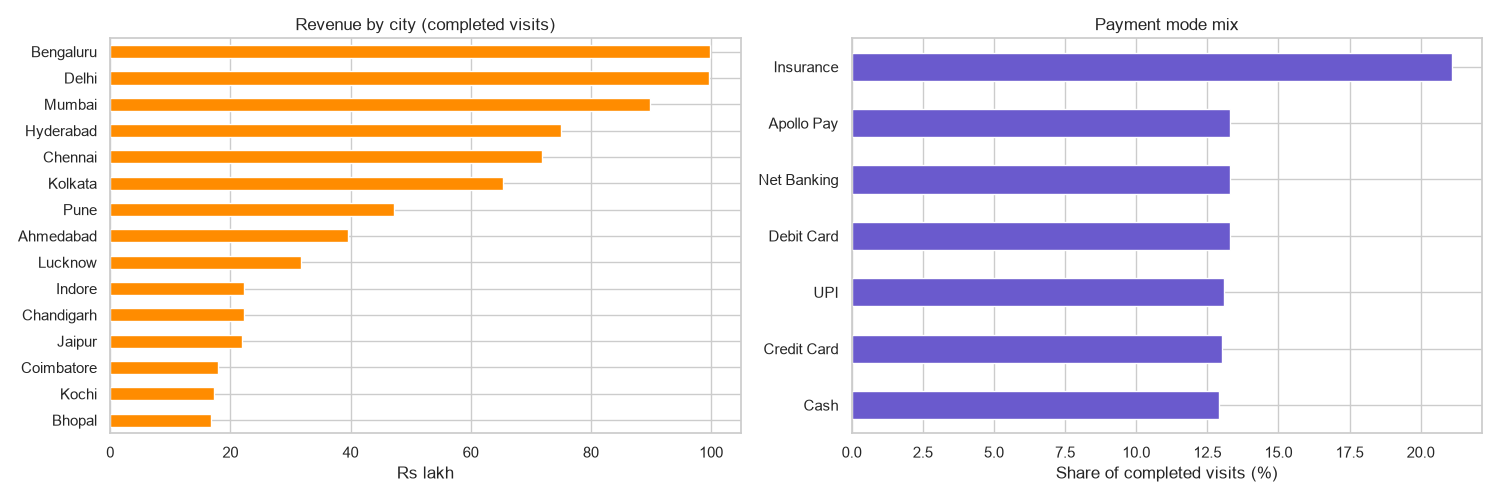 Revenue by city (completed visits)
Bengaluru
Delhi
Mumbai
Hyderabad
Chennai
Kolkata
Pune
Ahmedabad
Lucknow
Indore
Chandigarh
Jaipur
Coimbatore
Kochi
Bhopal
0 20 40 60 80 100
Rs lakh
Payment mode mix
Insurance
Apollo Pay
Net Banking
Debit Card
UPI
Credit Card
Cash
0.0 2.5 5.0 7.5 10.0 12.5 15.0 17.5 20.0
Share of completed visits (%)